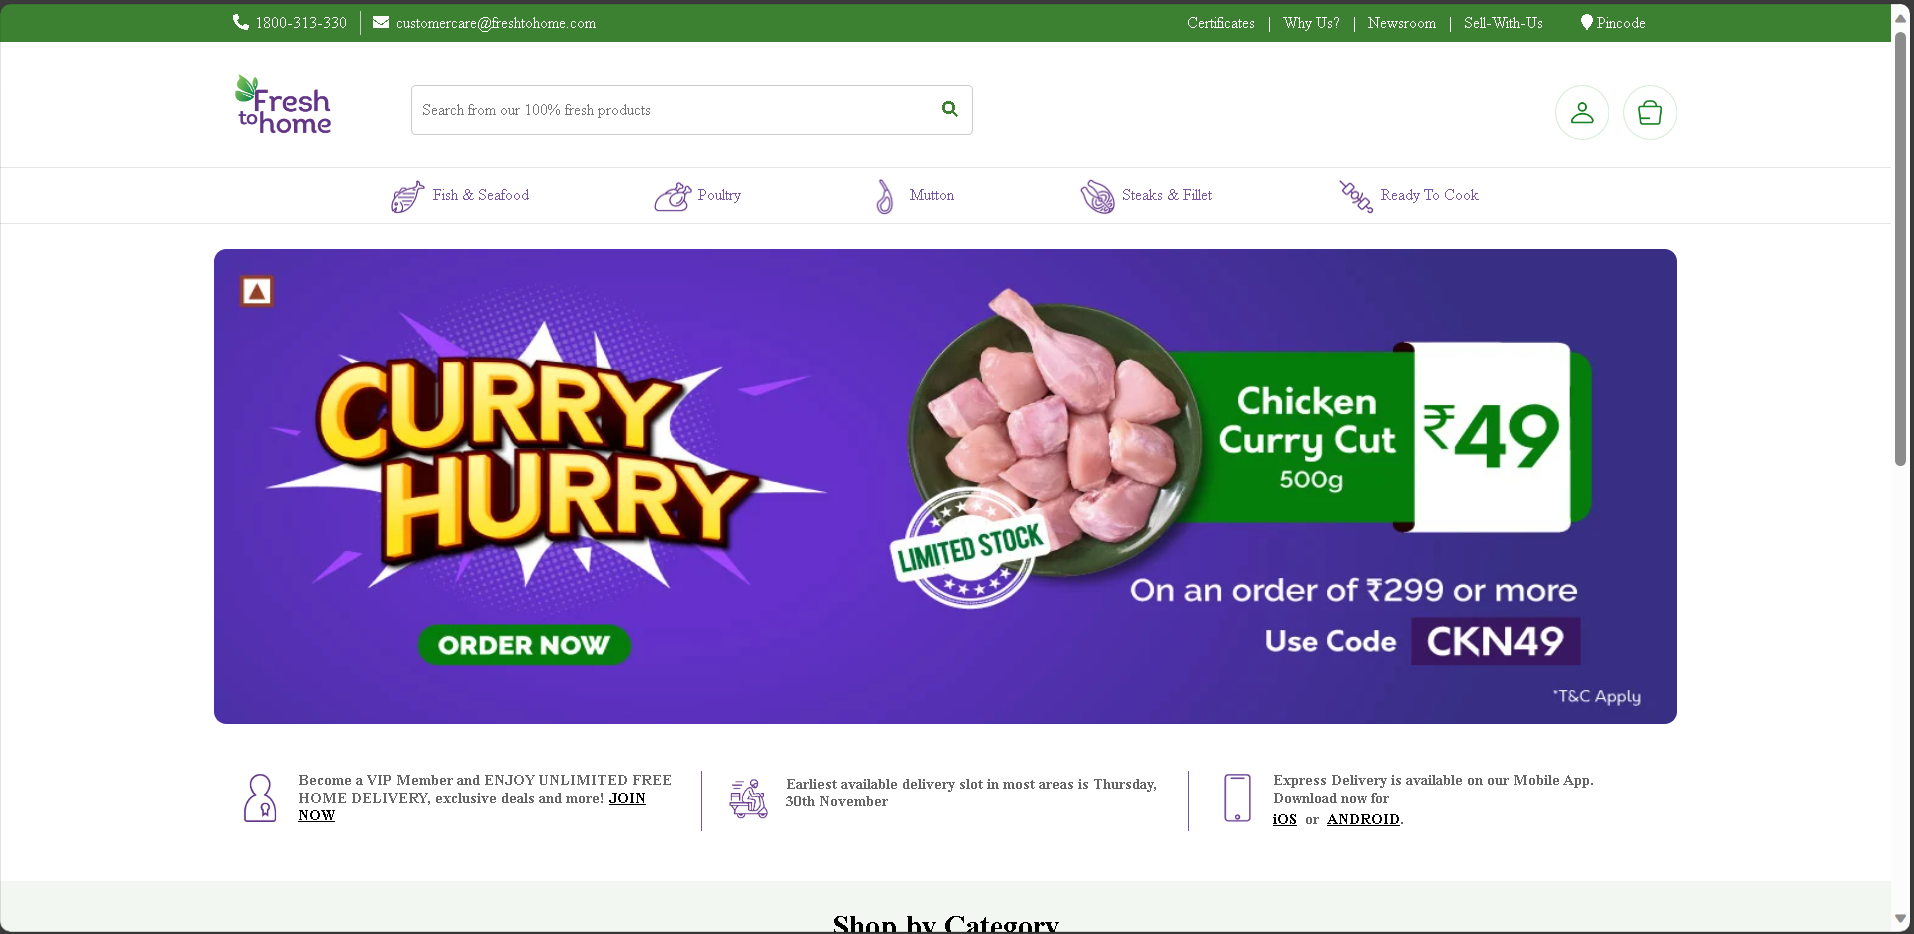 1800-313-330
customercare@freshtohome.com
Certificates | Why Us? | Newsroom | Sell-With-Us
Pincode
Fresh
to home
Search from our 100% fresh products
Fish & Seafood
Poultry
Mutton
Steaks & Fillet
Ready To Cook
CURRY
HURRY
ORDER NOW
LIMITED STOCK
Chicken
Curry Cut
500g
₹49
On an order of ₹299 or more
Use Code CKN49
*T&C Apply
Become a VIP Member and ENJOY UNLIMITED FREE
HOME DELIVERY, exclusive deals and more! JOIN
NOW
Earliest available delivery slot in most areas is Thursday,
30th November
Express Delivery is available on our Mobile App.
Download now for
iOS or ANDROID.
Shop by Category